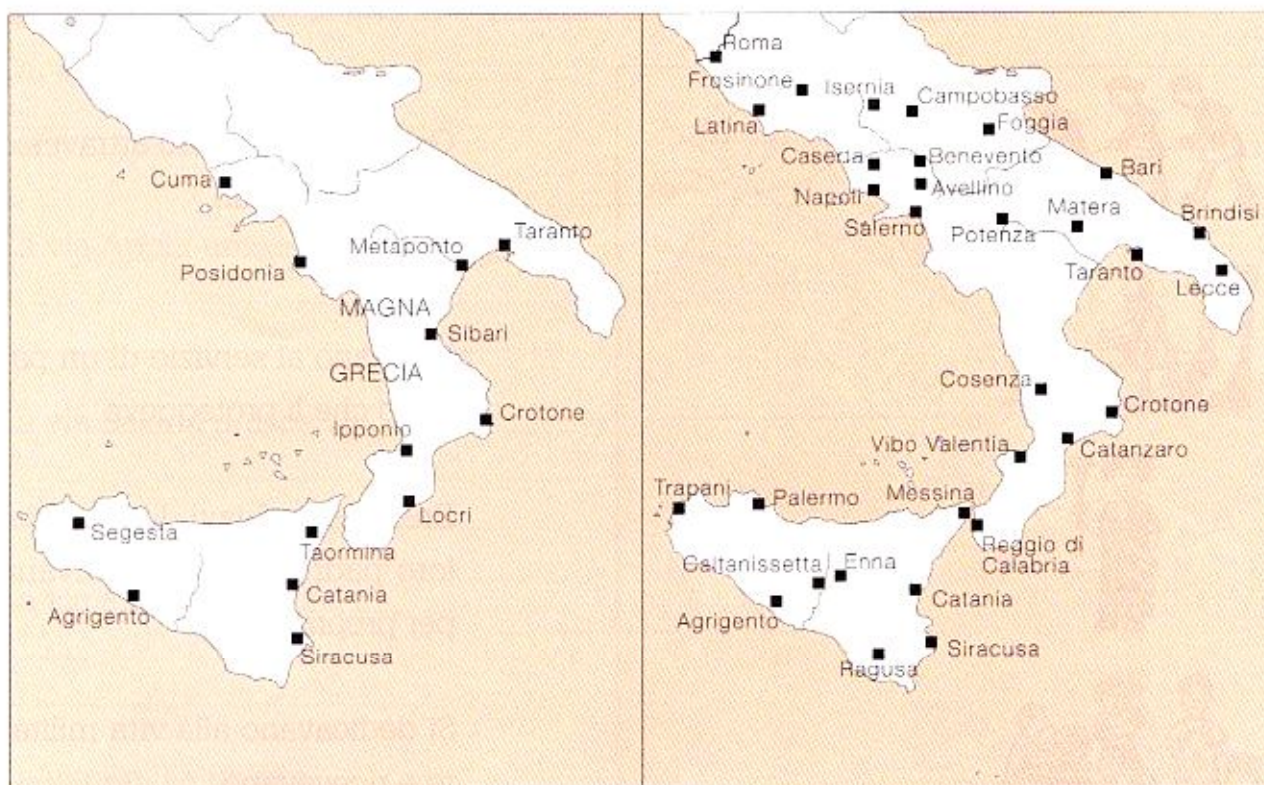 Cuma
Metaponto
Taranto
Posidonia
MAGNA
Sibari
GRECIA
Crotone
Ipponio
Locri
Segesta
Taormina
Catania
Agrigento
Siracusa
Roma
Frosinone
Isernia
Campobasso
Latina
Foggia
Caserta
Benevento
Bari
Napoli
Avellino
Matera
Brindisi
Salerno
Potenza
Taranto
Lecce
Cosenza
Crotone
Vibo Valentia
Catanzaro
Trapani
Palermo
Messina
Reggio di
Calabria
Caltanissetta
Enna
Catania
Agrigento
Siracusa
Ragusa